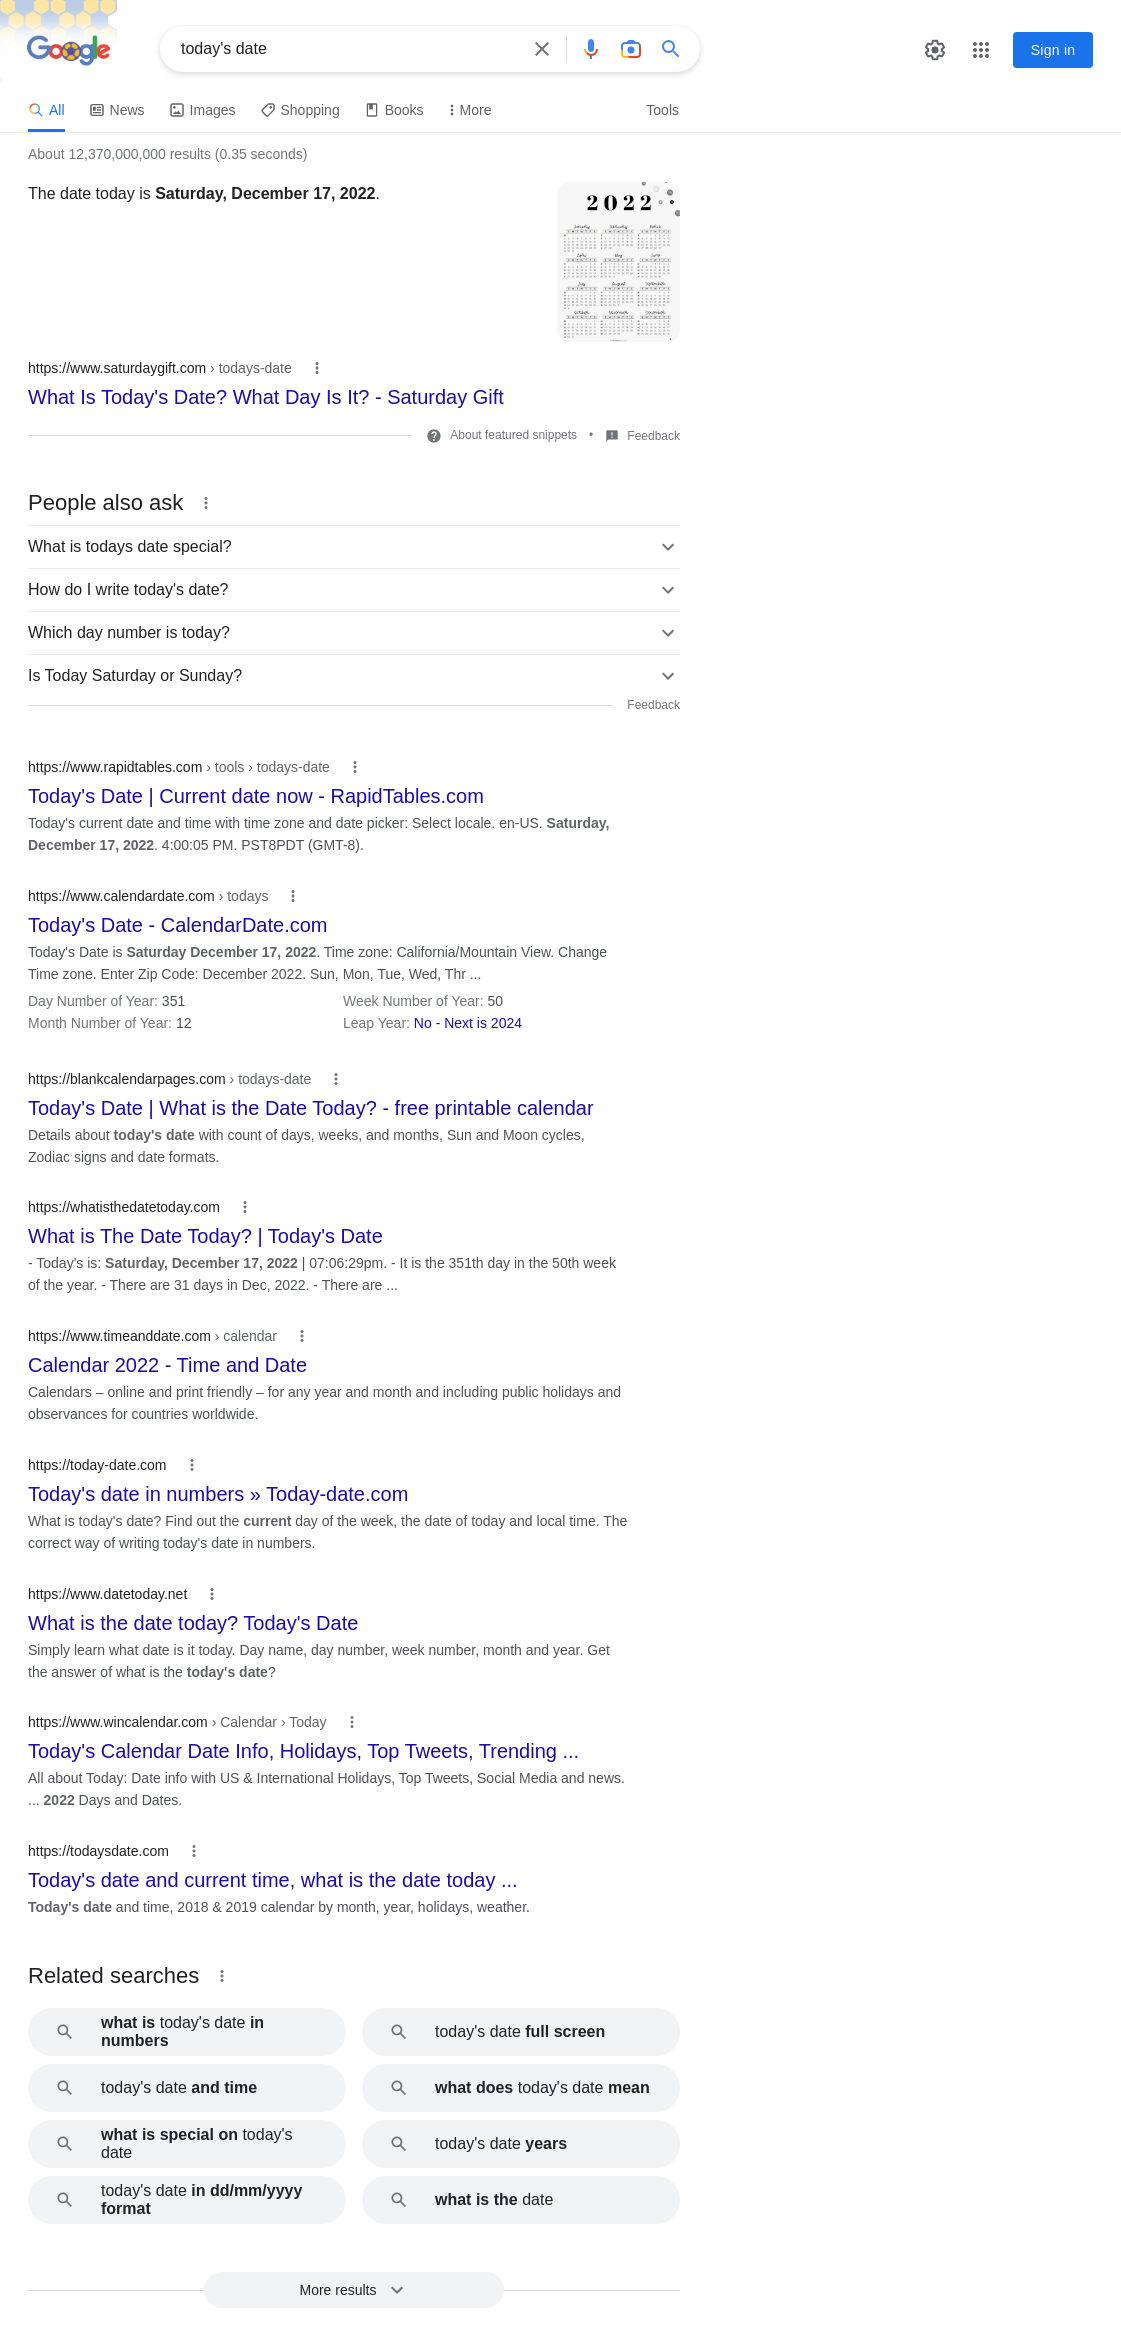 Google
today's date
Sign in
All
News
Images
Shopping
Books
More
Tools
About 12,370,000,000 results (0.35 seconds)
The date today is Saturday, December 17, 2022.
2022
https://www.saturdaygift.com › todays-date
What Is Today's Date? What Day Is It? - Saturday Gift
About featured snippets • Feedback
People also ask
What is todays date special?
How do I write today's date?
Which day number is today?
Is Today Saturday or Sunday?
Feedback
https://www.rapidtables.com › tools › todays-date
Today's Date | Current date now - RapidTables.com
Today's current date and time with time zone and date picker: Select locale. en-US. Saturday,
December 17, 2022. 4:00:05 PM. PST8PDT (GMT-8).
https://www.calendardate.com › todays
Today's Date - CalendarDate.com
Today's Date is Saturday December 17, 2022. Time zone: California/Mountain View. Change
Time zone. Enter Zip Code: December 2022. Sun, Mon, Tue, Wed, Thr ...
Day Number of Year: 351
Week Number of Year: 50
Month Number of Year: 12
Leap Year: No - Next is 2024
https://blankcalendarpages.com › todays-date
Today's Date | What is the Date Today? - free printable calendar
Details about today's date with count of days, weeks, and months, Sun and Moon cycles,
Zodiac signs and date formats.
https://whatisthedatetoday.com
What is The Date Today? | Today's Date
- Today's is: Saturday, December 17, 2022 | 07:06:29pm. - It is the 351th day in the 50th week
of the year. - There are 31 days in Dec, 2022. - There are ...
https://www.timeanddate.com › calendar
Calendar 2022 - Time and Date
Calendars – online and print friendly – for any year and month and including public holidays and
observances for countries worldwide.
https://today-date.com
Today's date in numbers » Today-date.com
What is today's date? Find out the current day of the week, the date of today and local time. The
correct way of writing today's date in numbers.
https://www.datetoday.net
What is the date today? Today's Date
Simply learn what date is it today. Day name, day number, week number, month and year. Get
the answer of what is the today's date?
https://www.wincalendar.com › Calendar › Today
Today's Calendar Date Info, Holidays, Top Tweets, Trending ...
All about Today: Date info with US & International Holidays, Top Tweets, Social Media and news.
... 2022 Days and Dates.
https://todaysdate.com
Today's date and current time, what is the date today ...
Today's date and time, 2018 & 2019 calendar by month, year, holidays, weather.
Related searches
what is today's date in
numbers
today's date full screen
today's date and time
what does today's date mean
what is special on today's
date
today's date years
today's date in dd/mm/yyyy
format
what is the date
More results